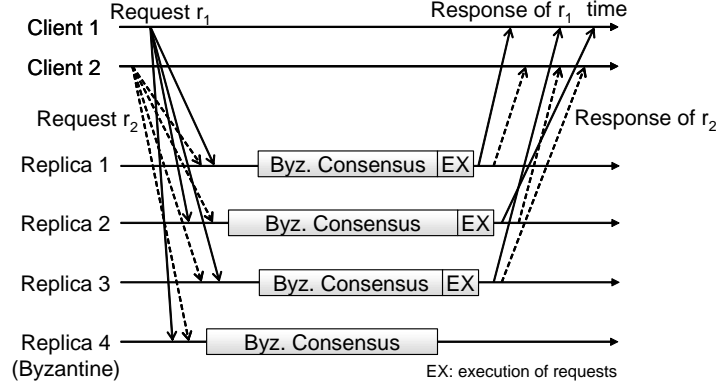 Request r1
Response of r1 time
Client 1
Client 2
Request r2
Response of r2
Replica 1
Byz. Consensus EX
Replica 2
Byz. Consensus EX
Replica 3
Byz. Consensus EX
Replica 4
(Byzantine)
Byz. Consensus
EX: execution of requests